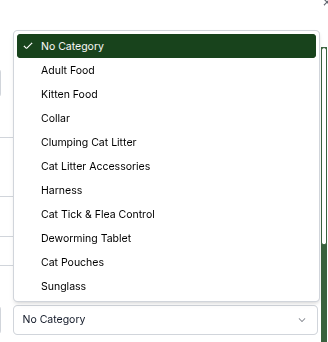 No Category
Adult Food
Kitten Food
Collar
Clumping Cat Litter
Cat Litter Accessories
Harness
Cat Tick & Flea Control
Deworming Tablet
Cat Pouches
Sunglass
No Category